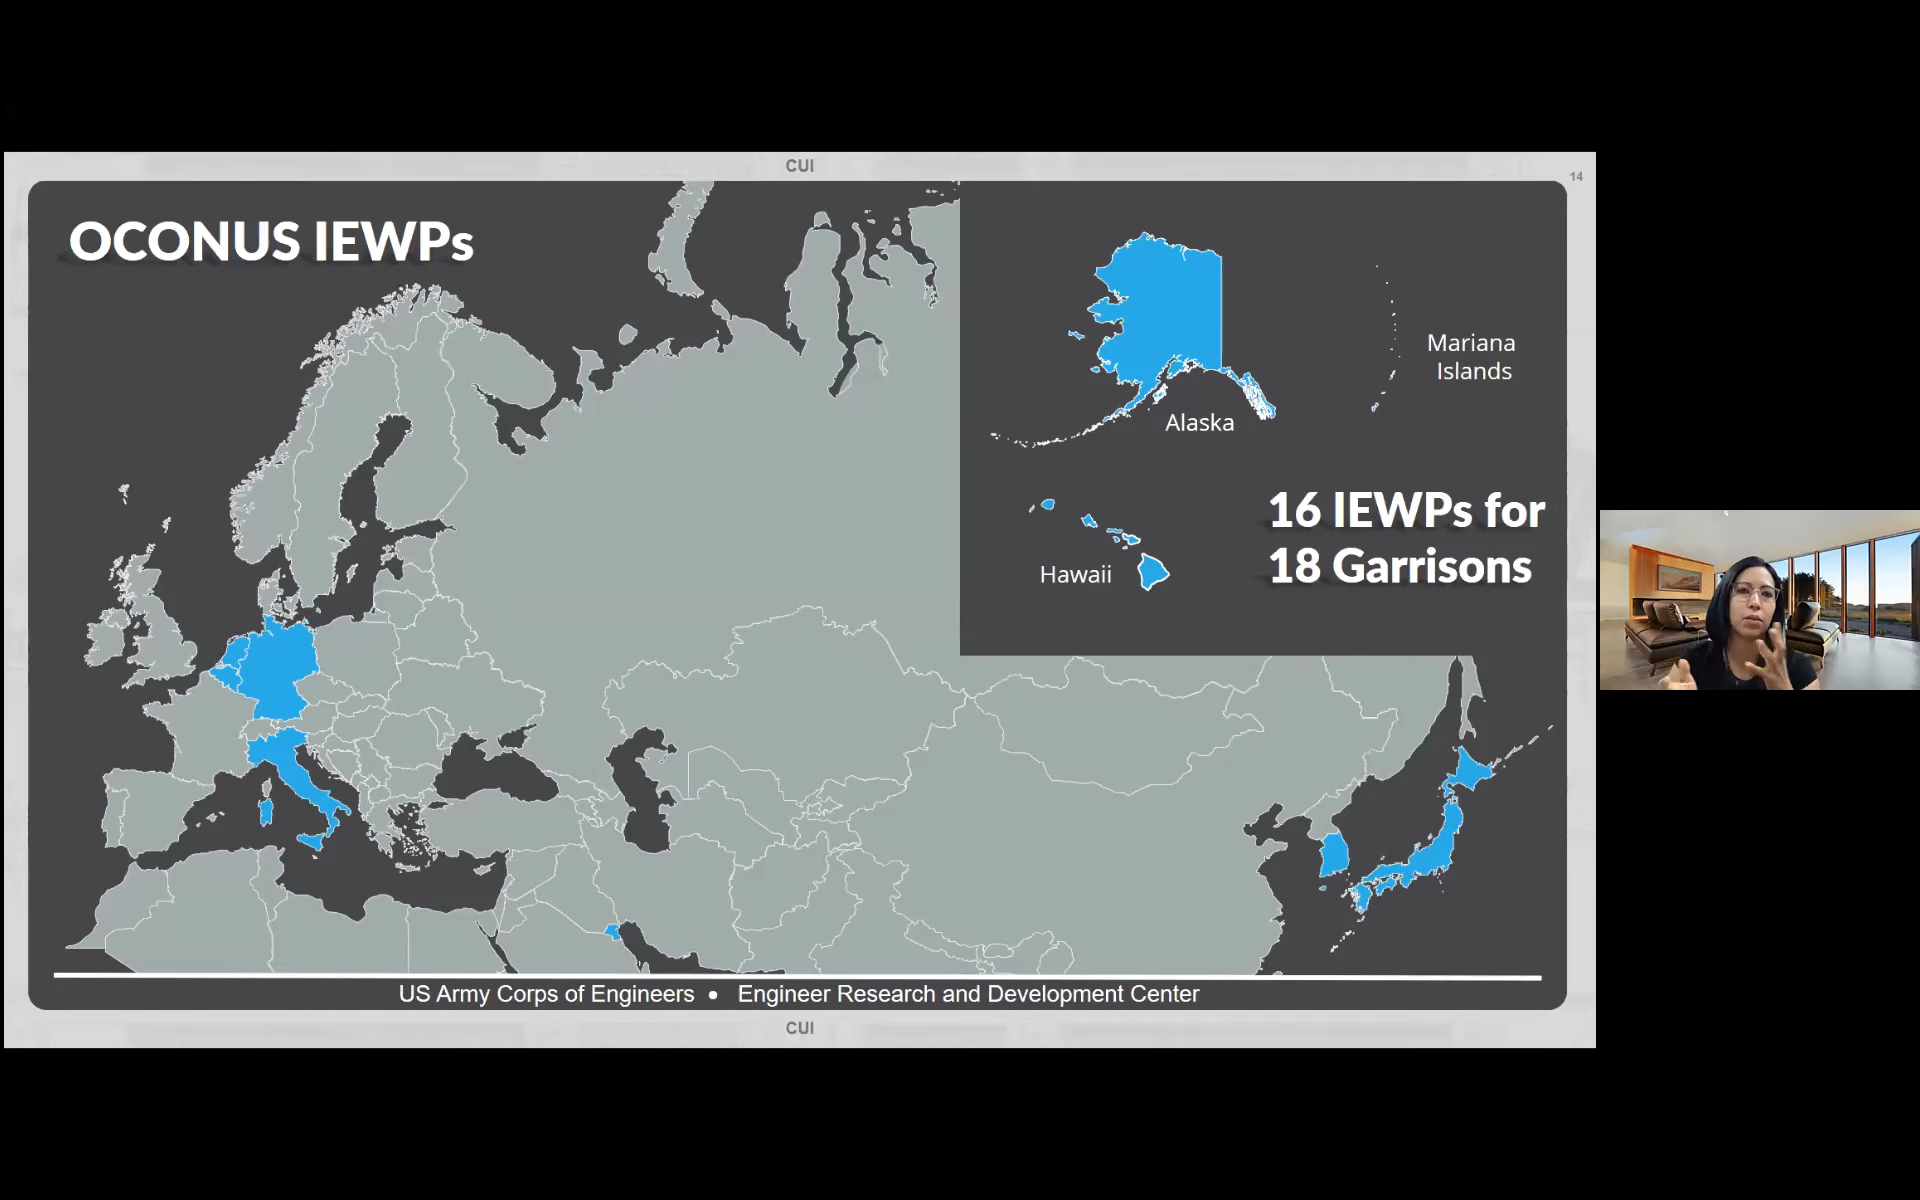 CUI
14
OCONUS IEWPs
Mariana
Islands
Alaska
16 IEWPs for
18 Garrisons
Hawaii
US Army Corps of Engineers • Engineer Research and Development Center
CUI